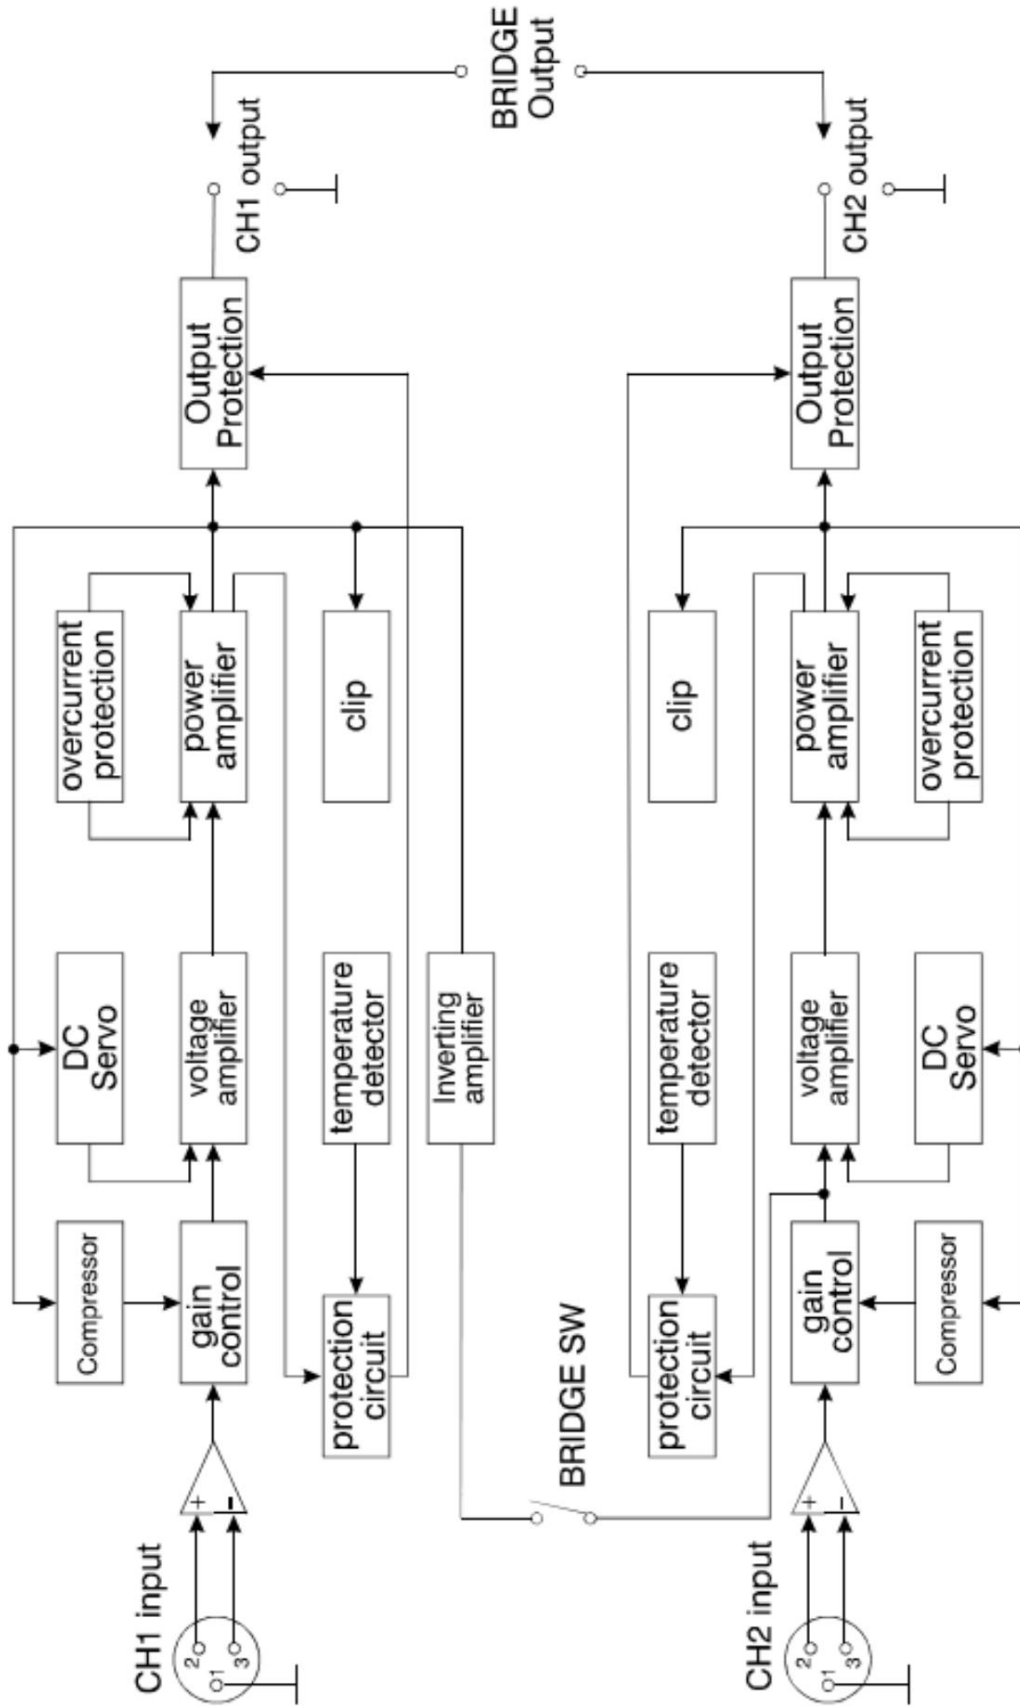 CH1 input
2
1
3
+
−
gain
control
Compressor
voltage
amplifier
DC
Servo
power
amplifier
overcurrent
protection
Output
Protection
CH1 output
protection
circuit
temperature
detector
clip
Inverting
amplifier
BRIDGE SW
BRIDGE
Output
protection
circuit
temperature
detector
clip
CH2 input
2
1
3
+
−
gain
control
Compressor
voltage
amplifier
DC
Servo
power
amplifier
overcurrent
protection
Output
Protection
CH2 output